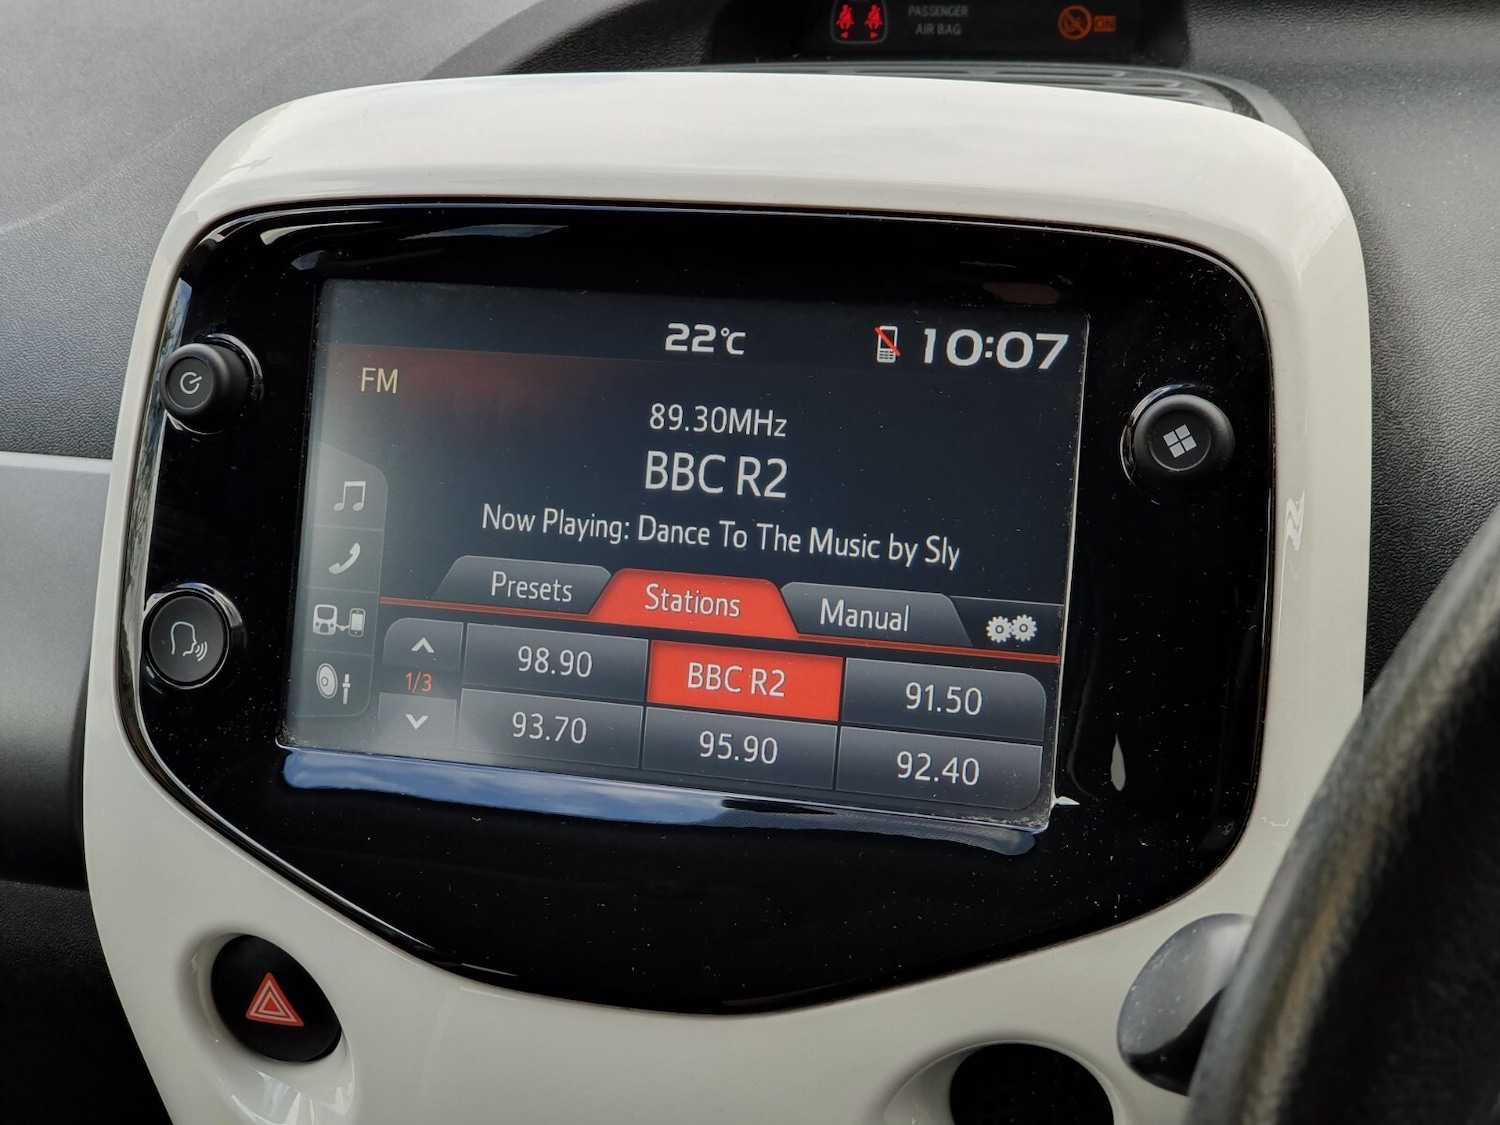 PASSENGER
AIR BAG
ON
22°C
10:07
FM
89.30MHz
BBC R2
Now Playing: Dance To The Music by Sly
Presets
Stations
Manual
1/3
98.90
BBC R2
91.50
93.70
95.90
92.40